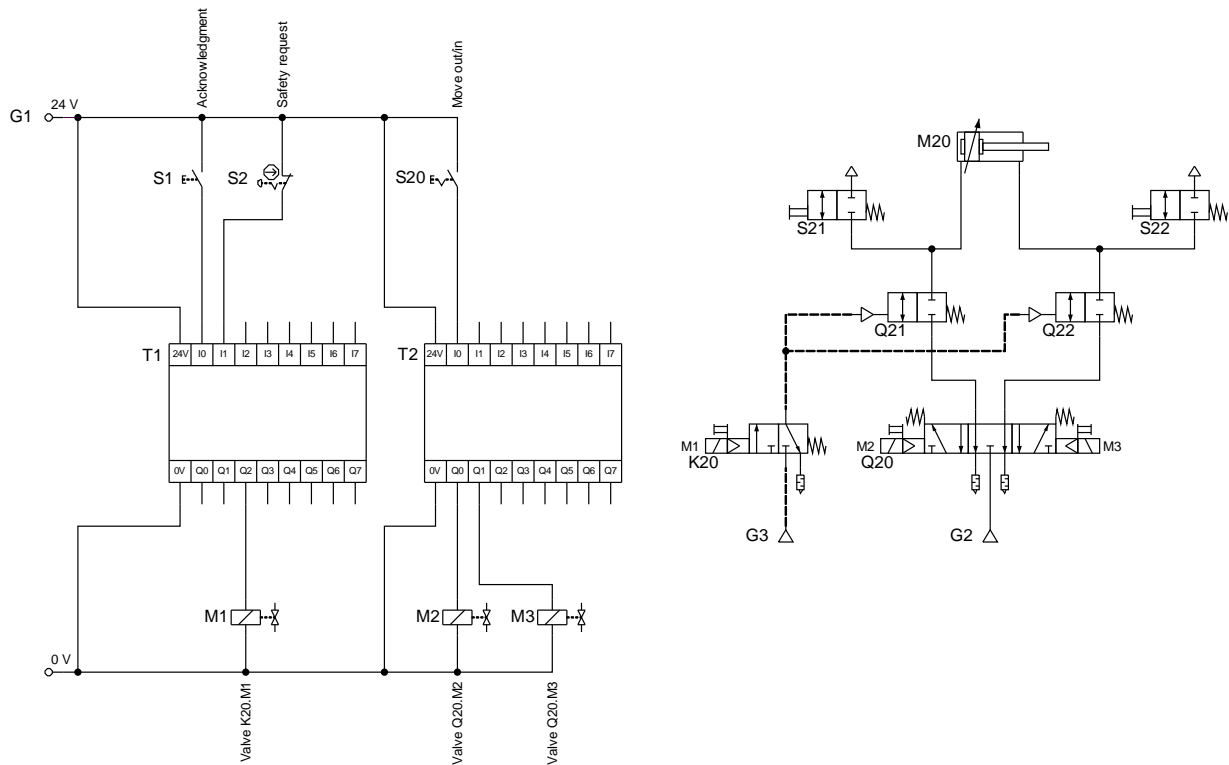 Acknowledgment
Safety request
Move out/in
G1
24 V
S1
S2
S20
T1
24V I0 I1 I2 I3 I4 I5 I6 I7
0V Q0 Q1 Q2 Q3 Q4 Q5 Q6 Q7
T2
24V I0 I1 I2 I3 I4 I5 I6 I7
0V Q0 Q1 Q2 Q3 Q4 Q5 Q6 Q7
M1
M2
M3
0 V
Valve K20.M1
Valve Q20.M2
Valve Q20.M3
M20
S21
S22
Q21
Q22
M1
K20
M2
Q20
M3
G3
G2